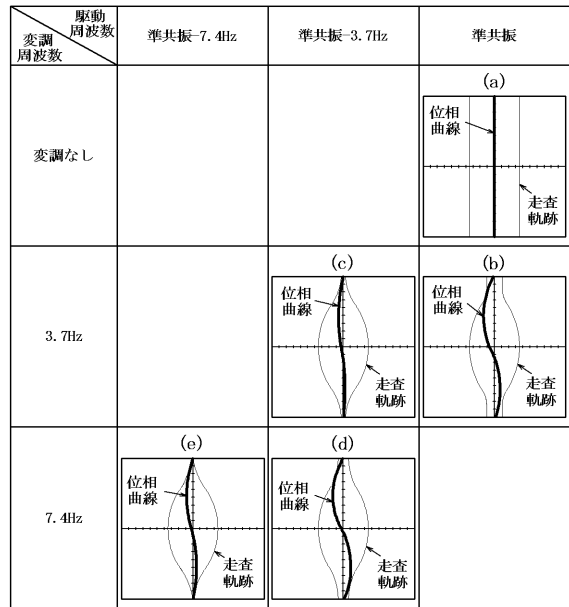 駆動
周波数
変調
周波数
準共振−7.4Hz
準共振−3.7Hz
準共振
変調なし
(a)
位相
曲線
走査
軌跡
3.7Hz
(c)
位相
曲線
走査
軌跡
(b)
位相
曲線
走査
軌跡
7.4Hz
(e)
位相
曲線
走査
軌跡
(d)
位相
曲線
走査
軌跡